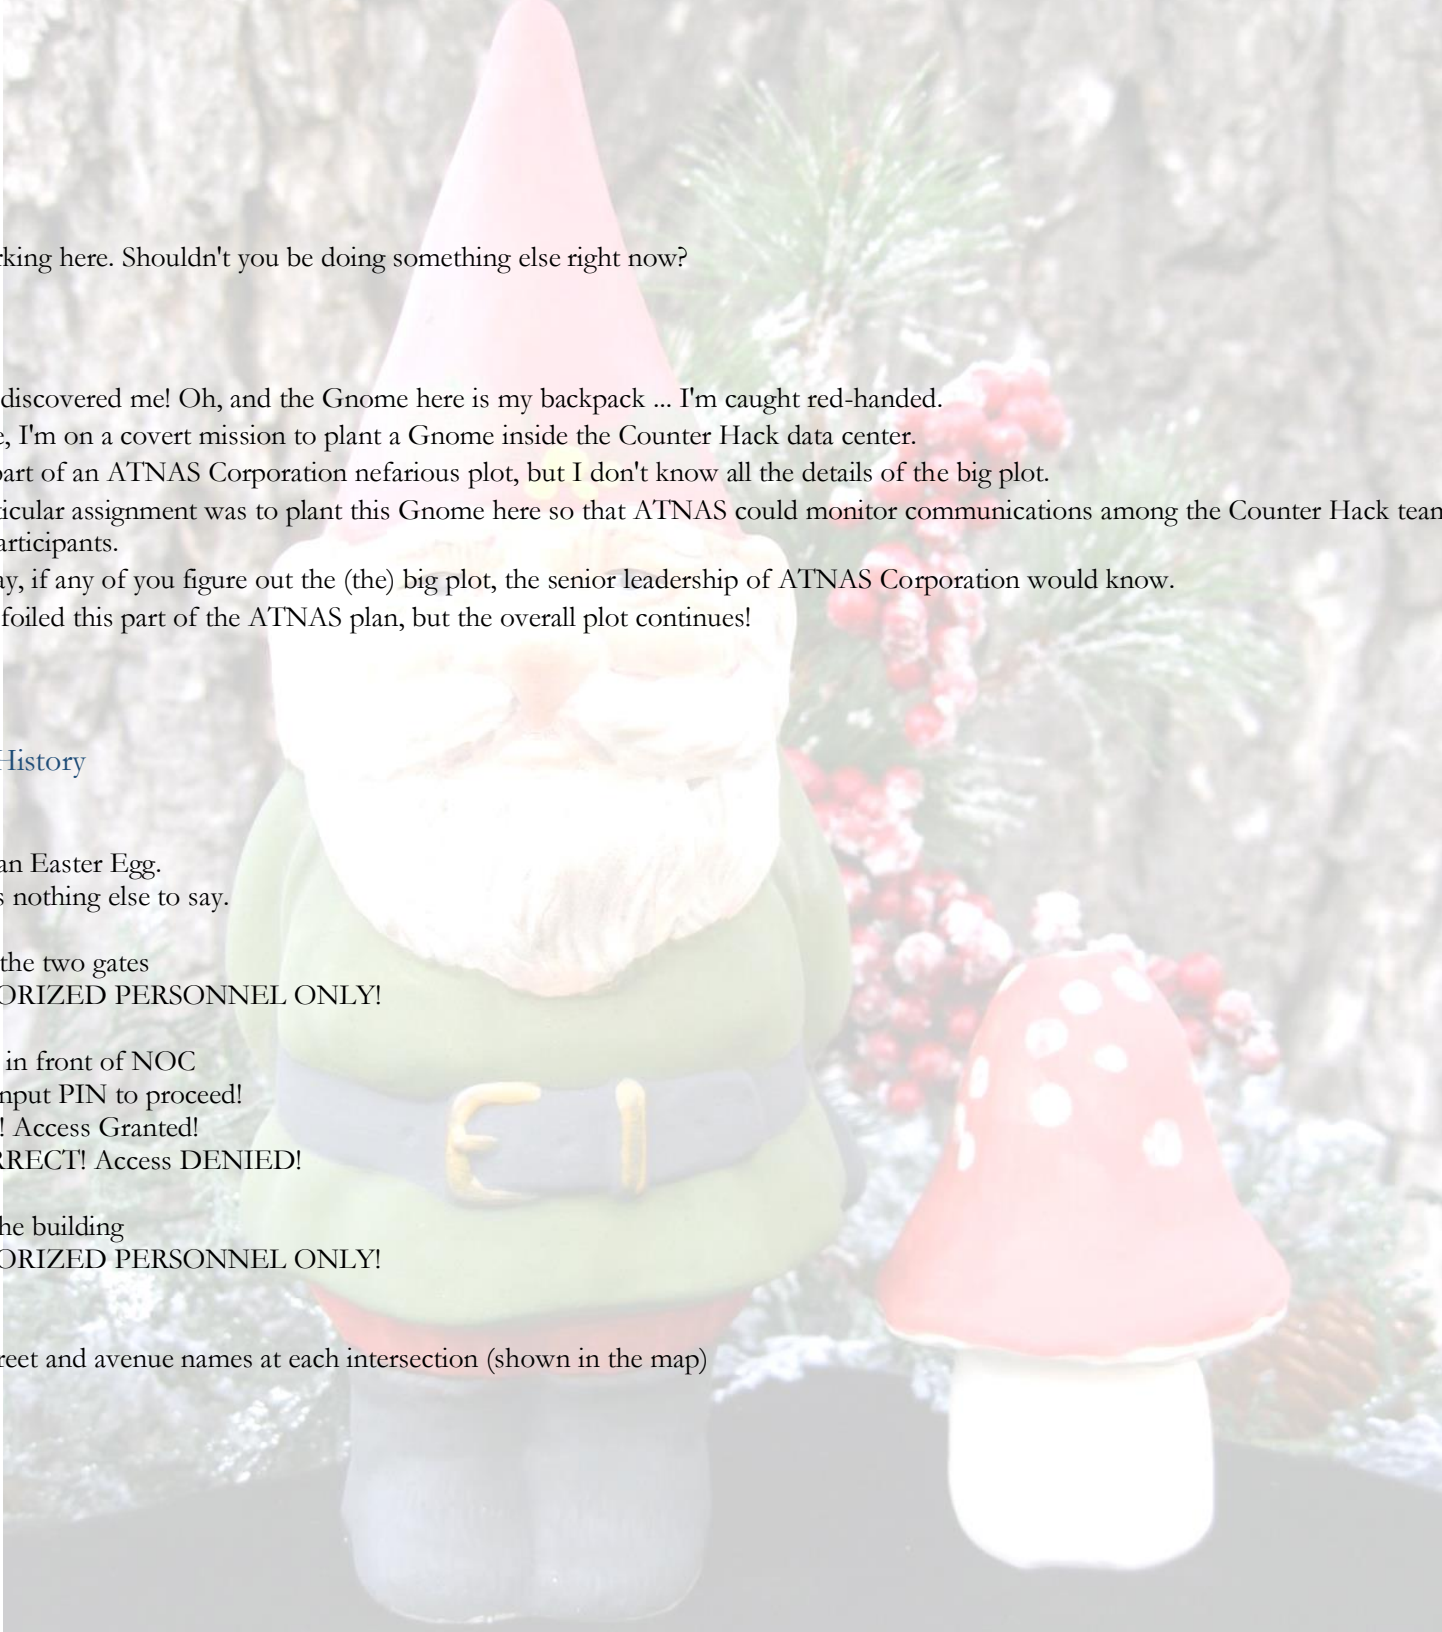 rking here. Shouldn't you be doing something else right now?
discovered me! Oh, and the Gnome here is my backpack ... I'm caught red-handed.
e, I'm on a covert mission to plant a Gnome inside the Counter Hack data center.
part of an ATNAS Corporation nefarious plot, but I don't know all the details of the big plot.
ticular assignment was to plant this Gnome here so that ATNAS could monitor communications among the Counter Hack team
articipants.
ay, if any of you figure out the (the) big plot, the senior leadership of ATNAS Corporation would know.
foiled this part of the ATNAS plan, but the overall plot continues!
History
an Easter Egg.
s nothing else to say.
the two gates
ORIZED PERSONNEL ONLY!
in front of NOC
nput PIN to proceed!
! Access Granted!
RRECT! Access DENIED!
he building
ORIZED PERSONNEL ONLY!
reet and avenue names at each intersection (shown in the map)